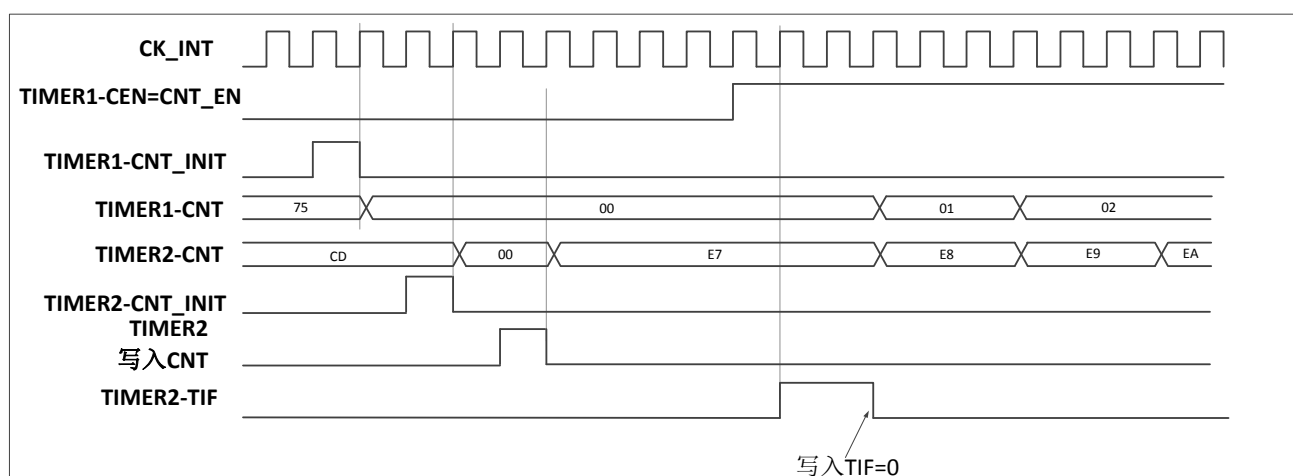 CK_INT
TIMER1-CEN=CNT_EN
TIMER1-CNT_INIT
TIMER1-CNT
75
00
01
02
TIMER2-CNT
CD
00
E7
E8
E9
EA
TIMER2-CNT_INIT
TIMER2
写入CNT
TIMER2-TIF
写入TIF=0